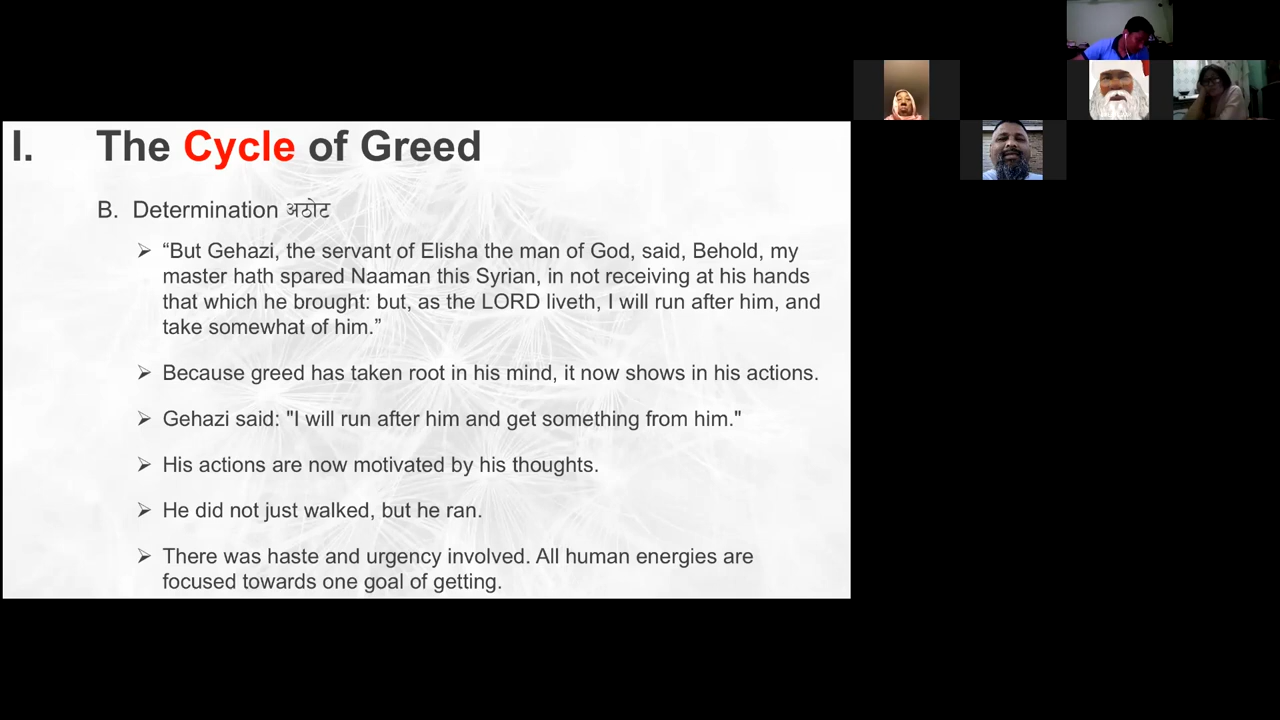 I. The Cycle of Greed
B. Determination अठोट
➢ “But Gehazi, the servant of Elisha the man of God, said, Behold, my
master hath spared Naaman this Syrian, in not receiving at his hands
that which he brought: but, as the LORD liveth, I will run after him, and
take somewhat of him.”
➢ Because greed has taken root in his mind, it now shows in his actions.
➢ Gehazi said: "I will run after him and get something from him."
➢ His actions are now motivated by his thoughts.
➢ He did not just walked, but he ran.
➢ There was haste and urgency involved. All human energies are
focused towards one goal of getting.